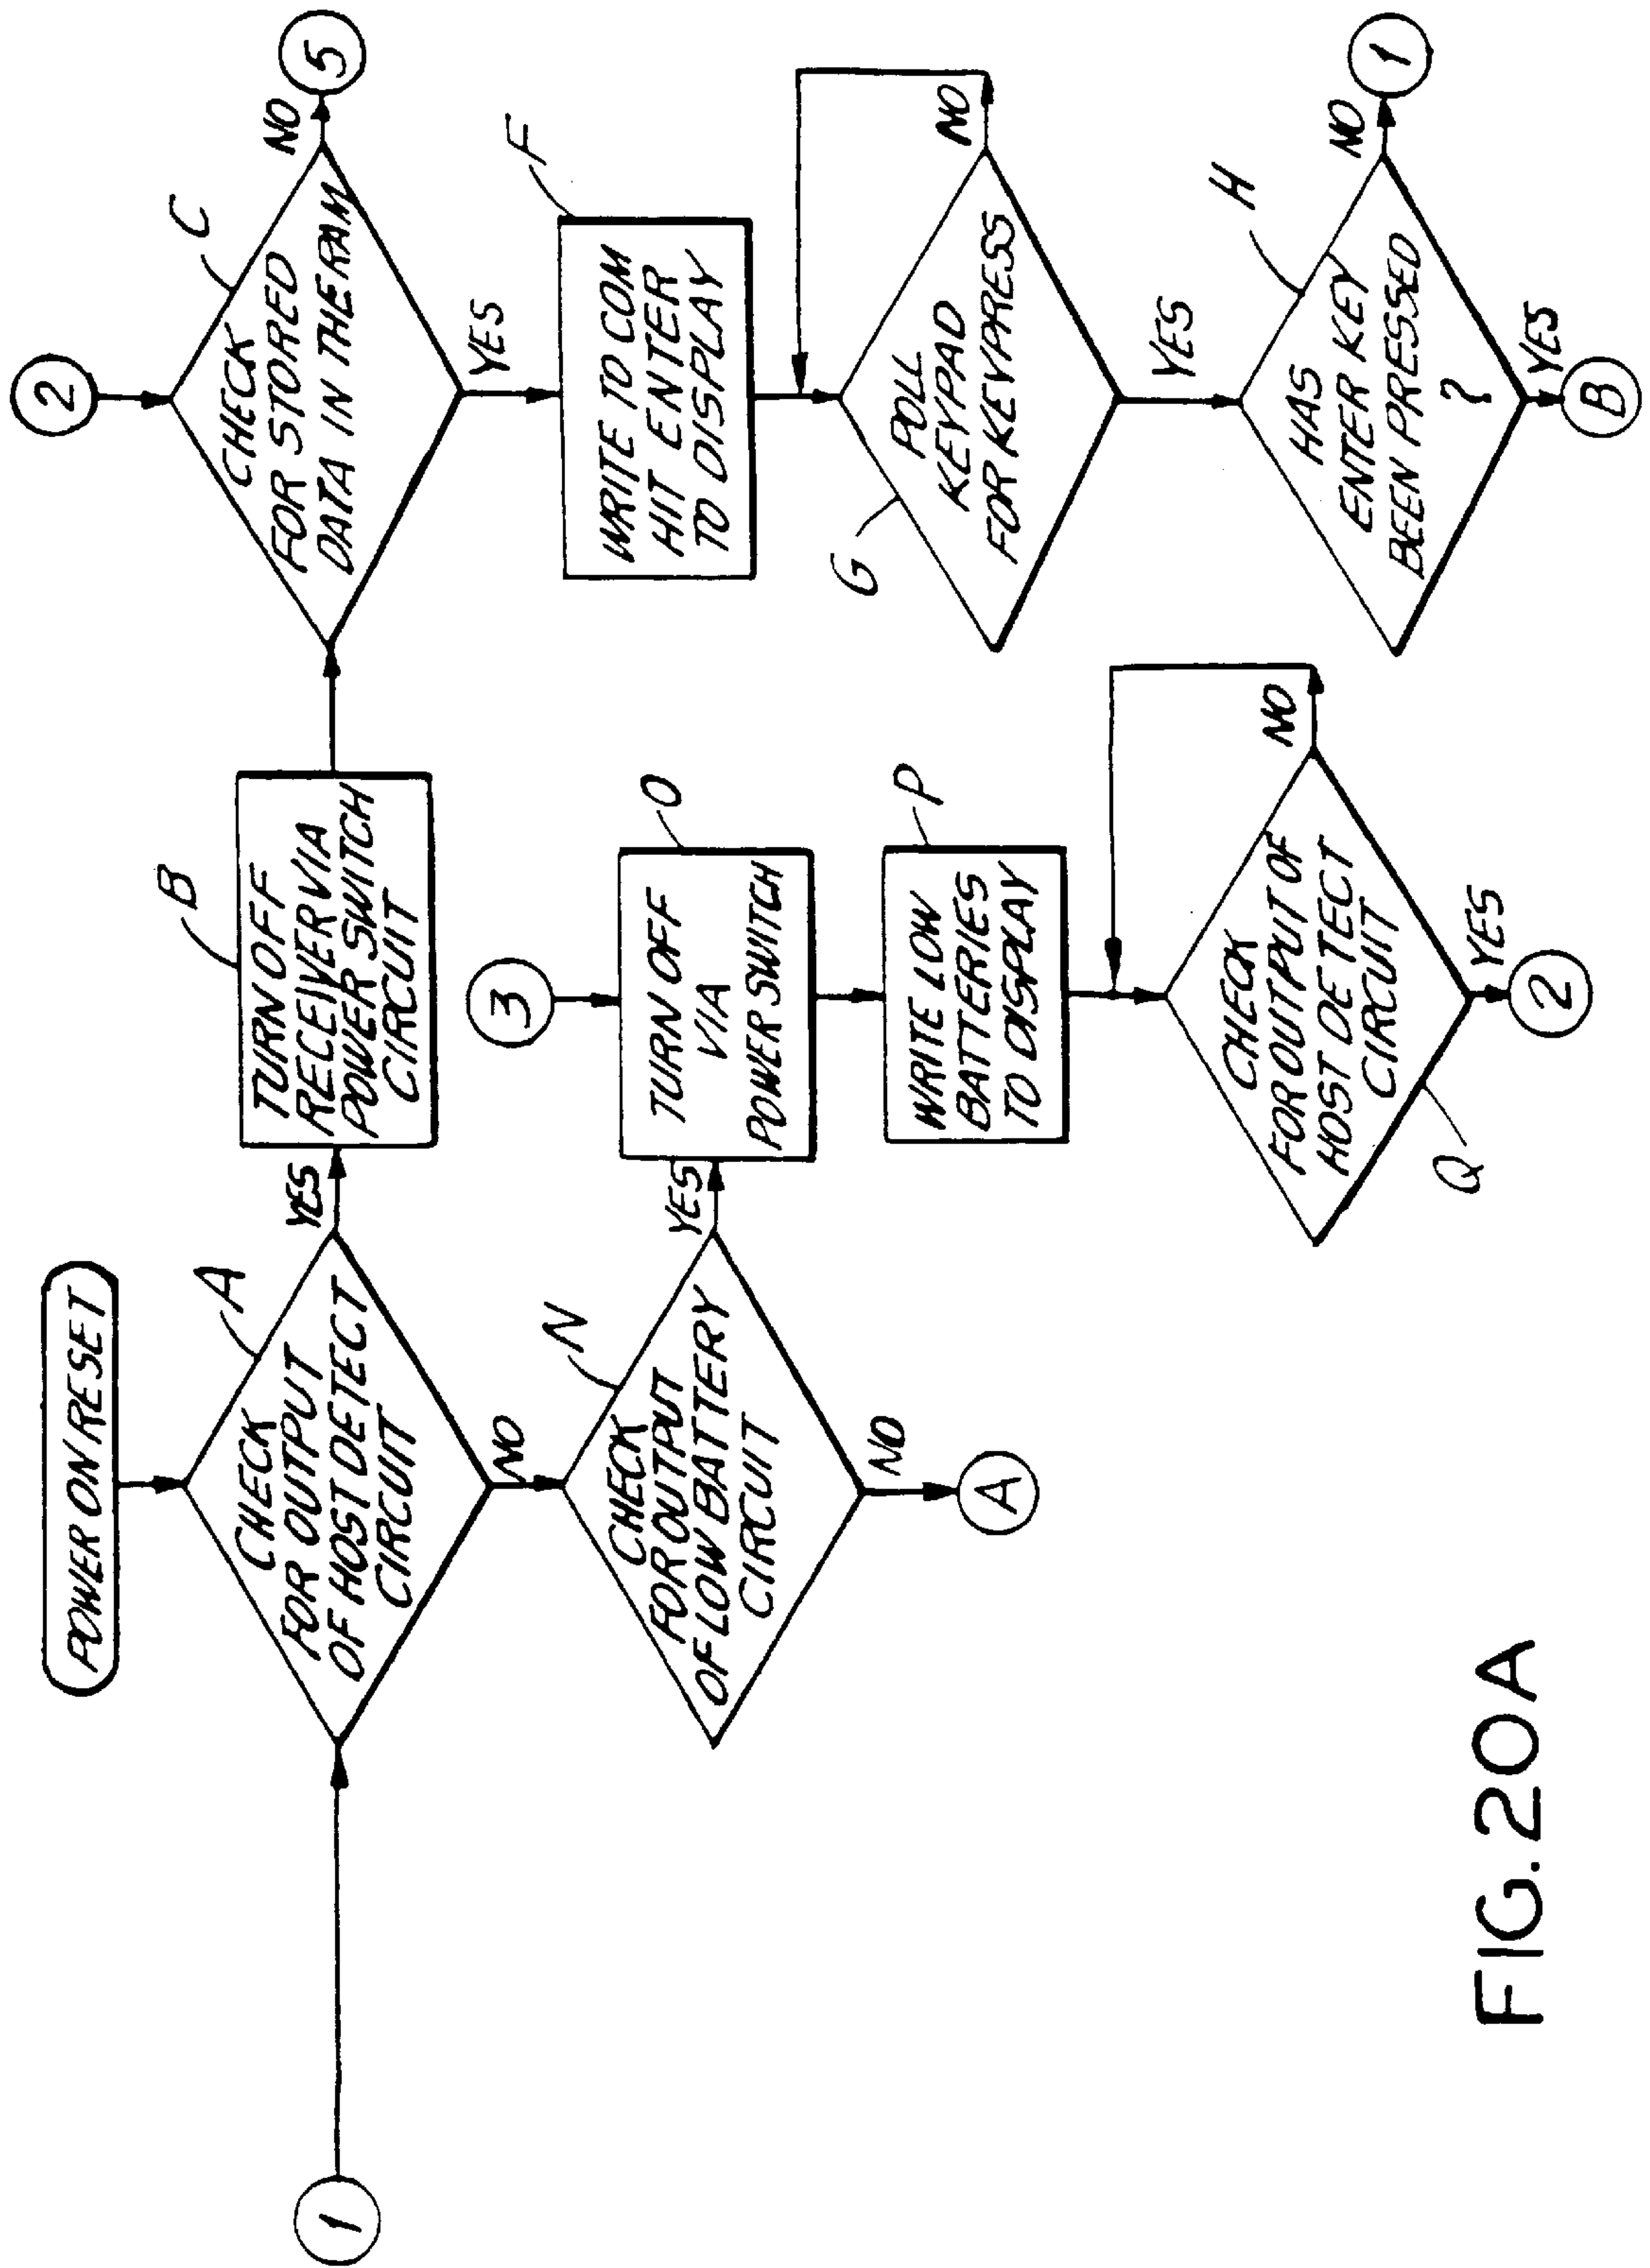 POWER ON RESET
1
A
CHECK
FOR OUTPUT
OF HOST DETECT
CIRCUIT
YES
NO
B
TURN OFF
RECEIVER VIA
POWER SWITCH
CIRCUIT
2
C
CHECK
FOR STORED
DATA IN THE RAM
NO
5
YES
F
WRITE TO COM
HIT ENTER
TO DISPLAY
G
POLL
KEYPAD
FOR KEYPRESS
NO
YES
H
HAS
ENTER KEY
BEEN PRESSED
?
NO
1
YES
B
N
CHECK
FOR OUTPUT
OF LOW BATTERY
CIRCUIT
YES
NO
A
3
O
TURN OFF
VIA
POWER SWITCH
P
WRITE LOW
BATTERIES
TO DISPLAY
Q
CHECK
FOR OUTPUT OF
HOST DETECT
CIRCUIT
NO
YES
2
FIG. 20A